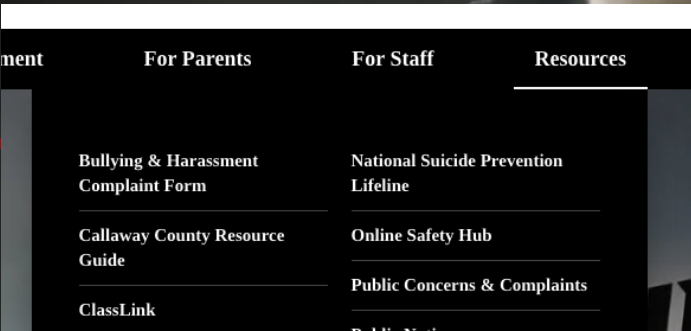 ment
For Parents
For Staff
Resources
Bullying & Harassment
Complaint Form
Callaway County Resource
Guide
ClassLink
National Suicide Prevention
Lifeline
Online Safety Hub
Public Concerns & Complaints